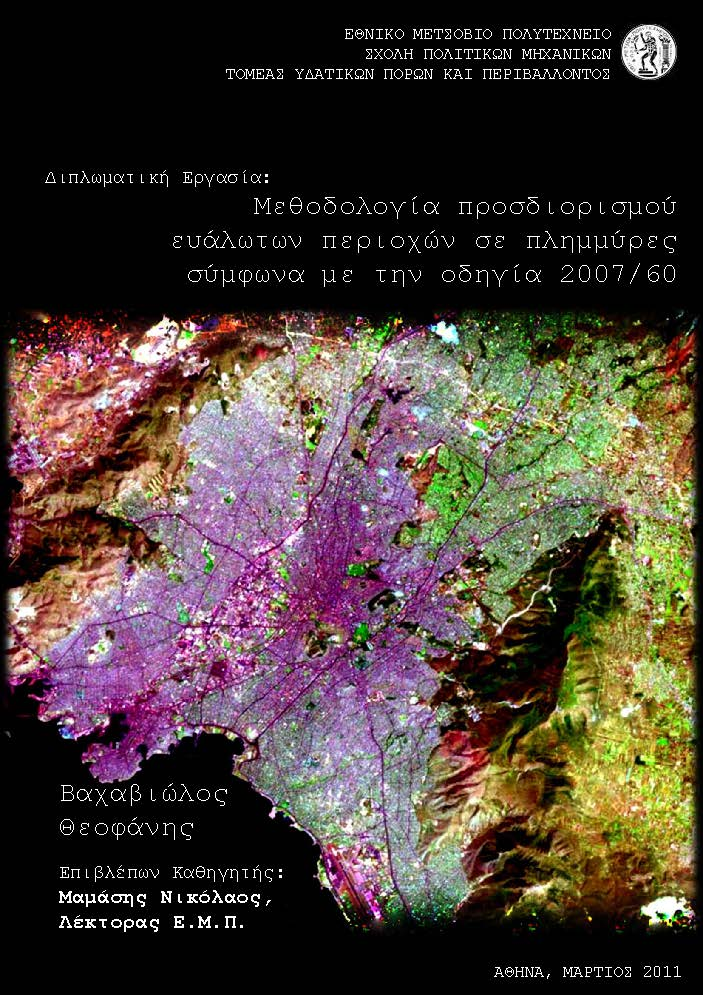 ΕΘΝΙΚΟ ΜΕΤΣΟΒΙΟ ΠΟΛΥΤΕΧΝΕΙΟ
ΣΧΟΛΗ ΠΟΛΙΤΙΚΩΝ ΜΗΧΑΝΙΚΩΝ
ΤΟΜΕΑΣ ΥΔΑΤΙΚΩΝ ΠΟΡΩΝ ΚΑΙ ΠΕΡΙΒΑΛΛΟΝΤΟΣ
Διπλωματική Εργασία:
Μεθοδολογία προσδιορισμού
ευάλωτων περιοχών σε πλημμύρες
σύμφωνα με την οδηγία 2007/60
Βαχαβιώλος
Θεοφάνης
Επιβλέπων Καθηγητής:
Μαμάσης Νικόλαος,
Λέκτορας Ε.Μ.Π.
ΑΘΗΝΑ, ΜΑΡΤΙΟΣ 2011